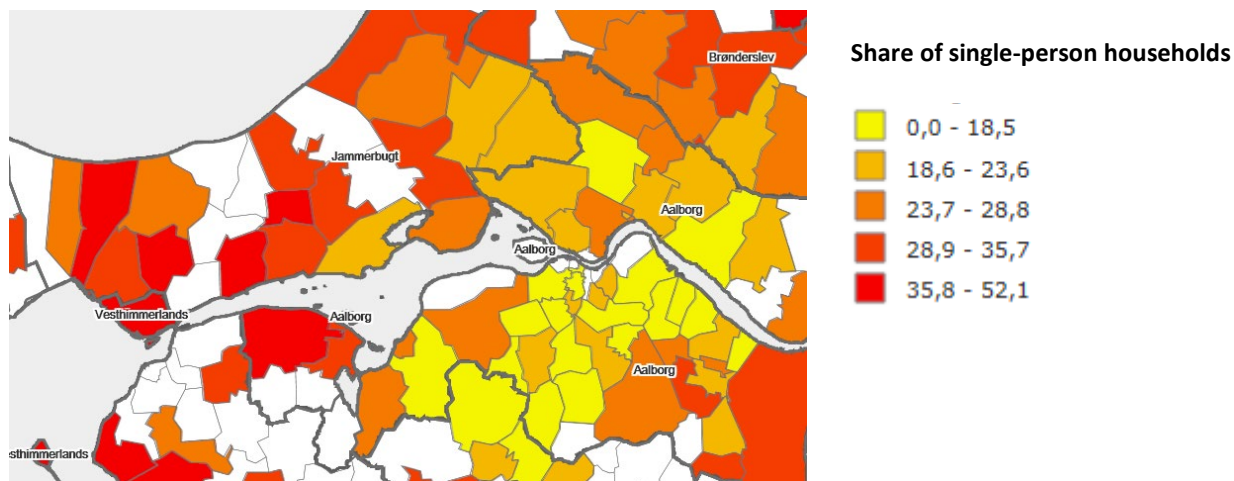 Share of single-person households
Brønderslev
0,0 - 18,5
18,6 - 23,6
Jammerbugt
23,7 - 28,8
Aalborg
Aalborg
28,9 - 35,7
35,8 - 52,1
Vesthimmerlands
Aalborg
Aalborg
esthimmerlands